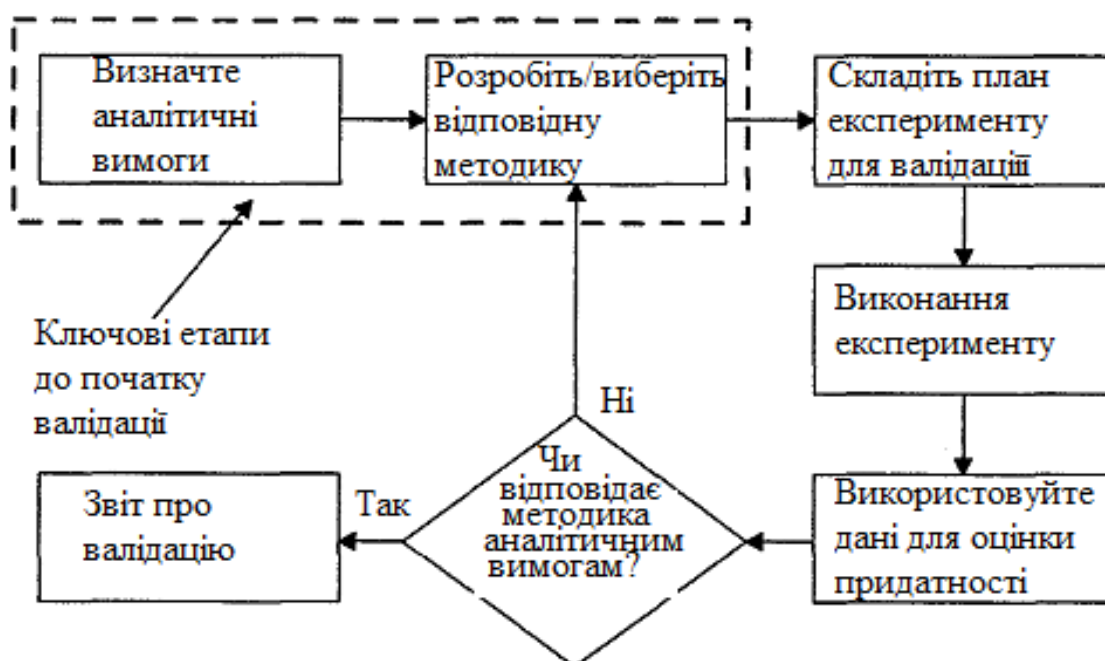 Визначте
аналітичні
вимоги
Розробіть/виберіть
відповідну
методику
Складіть план
експерименту
для валідації
Ключові етапи
до початку
валідації
Виконання
експерименту
Ні
Чи
відповідає
методика
аналітичним
вимогам?
Так
Звіт про
валідацію
Використовуйте
дані для оцінки
придатності